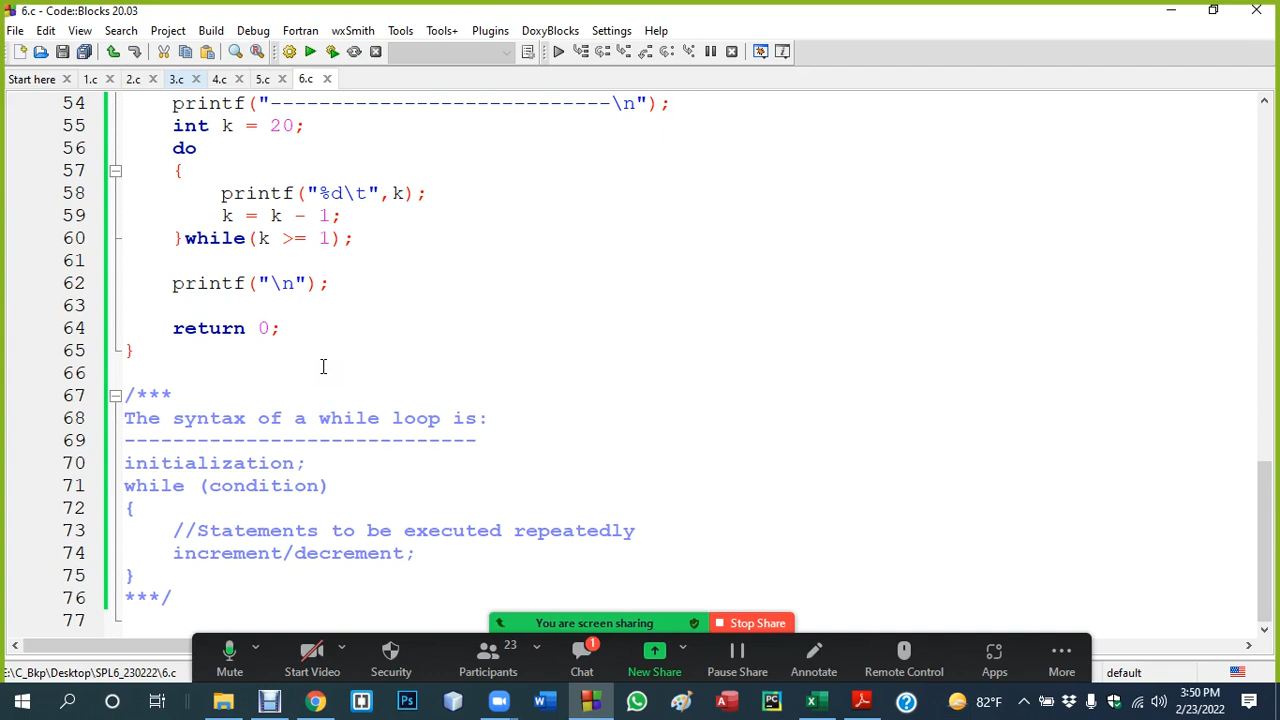 6.c - Code::Blocks 20.03
File Edit View Search Project Build Debug Fortran wxSmith Tools Tools+ Plugins DoxyBlocks Settings Help
Start here 1.c 2.c 3.c 4.c 5.c 6.c
54 printf("----------------------------\n");
55 int k = 20;
56 do
57 {
58 printf("%d\t",k);
59 k = k - 1;
60 }while(k >= 1);
61
62 printf("\n");
63
64 return 0;
65 }
66
67 /***
68 The syntax of a while loop is:
69 -----------------------------
70 initialization;
71 while (condition)
72 {
73 //Statements to be executed repeatedly
74 increment/decrement;
75 }
76 ***/
77
You are screen sharing Stop Share
23 1
Mute Start Video Security Participants Chat New Share Pause Share Annotate Remote Control Apps More
E:\C_Bkp\Desktop\SPL6_230222\6.c default
82°F 3:50 PM
2/23/2022